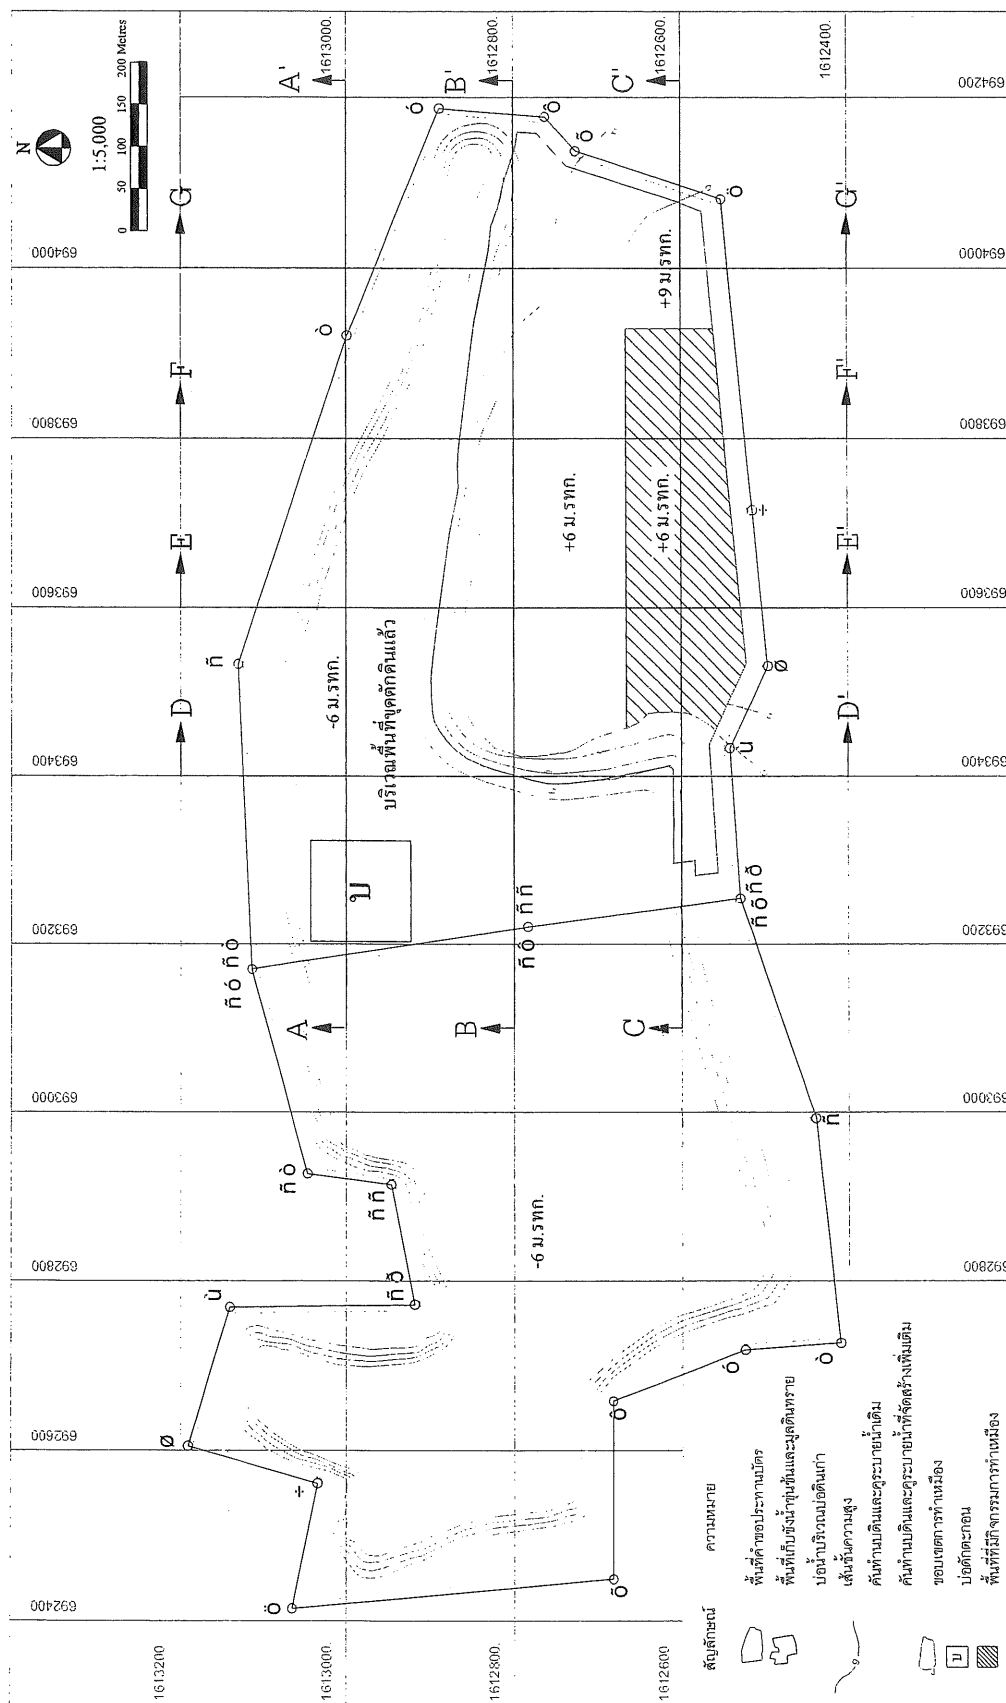 N
1:5,000
0 50 100 150 200 Metres
D E F G
A'
B'
C'
A
B
C
D' E' F' G'
1613200
1613000
1612800
1612600
1613000.
1612800.
1612600.
1612400.
692400 692600 692800 693000 693200 693400 693600 693800 694000
692800 693000 693200 693400 693600 693800 694000 694200
ñ
ò
ó
ô
õ
ö
÷
ø
ù
ñ ò
ñ ñ
ñ ó
-6 ม.รทก.
บริเวณพื้นที่ขุดตักดินแล้ว
บ
+6 ม.รทก.
+6 ม.รทก.
+9 ม.รทก.
-6 ม.รทก.
สัญลักษณ์ ความหมาย
พื้นที่คำขอประทานบัตร
พื้นที่เก็บขังน้ำขุ่นข้นและมูลดินทราย
บ่อน้ำบริเวณบ่อดินเก่า
เส้นชั้นความสูง
คันทำนบดินและคูระบายน้ำเดิม
คันทำนบดินและคูระบายน้ำที่จัดสร้างเพิ่มเติม
ขอบเขตการทำเหมือง
บ บ่อดักตะกอน
พื้นที่ที่มีกิจกรรมการทำเหมือง